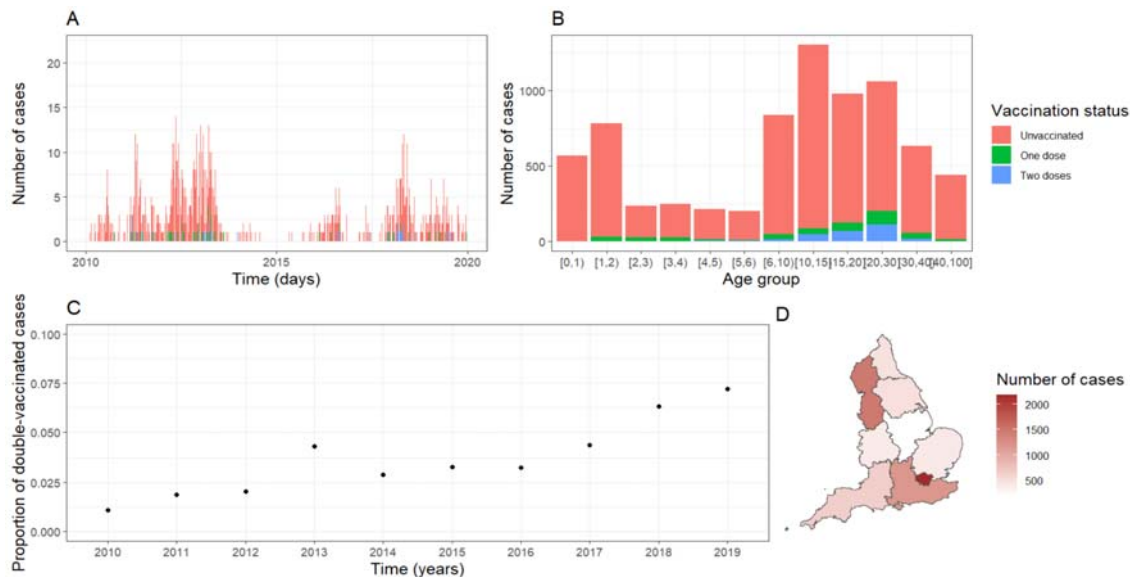 A
Number of cases
20
15
10
5
0
2010
2015
2020
Time (days)
B
Number of cases
1000
500
0
[0,1) [1,2) [2,3) [3,4) [4,5) [5,6) [6,10) [10,15) [15,20) [20,30) [30,40) [40,100]
Age group
Vaccination status
Unvaccinated
One dose
Two doses
C
Proportion of double-vaccinated cases
0.100
0.075
0.050
0.025
0.000
2010 2011 2012 2013 2014 2015 2016 2017 2018 2019
Time (years)
D
Number of cases
2000
1500
1000
500